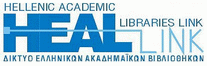 HELLENIC ACADEMIC
LIBRARIES LINK
HEAL LINK
ΔΙΚΤΥΟ ΕΛΛΗΝΙΚΩΝ ΑΚΑΔΗΜΑΪΚΩΝ ΒΙΒΛΙΟΘΗΚΩΝ